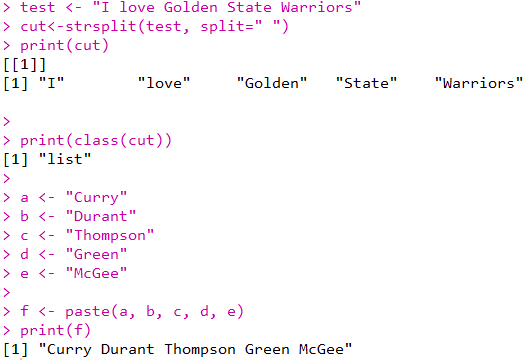 > test <- "I love Golden State Warriors"
> cut<-strsplit(test, split=" ")
> print(cut)
[[1]]
[1] "I"        "love"     "Golden"   "State"    "Warriors"
>
> print(class(cut))
[1] "list"
>
> a <- "Curry"
> b <- "Durant"
> c <- "Thompson"
> d <- "Green"
> e <- "McGee"
>
> f <- paste(a, b, c, d, e)
> print(f)
[1] "Curry Durant Thompson Green McGee"